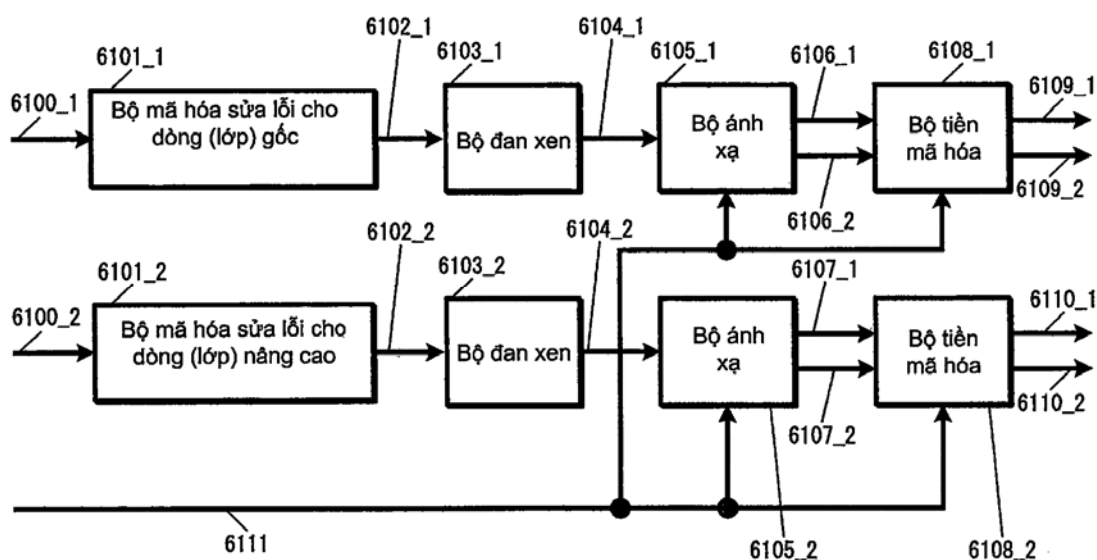 6101_1
6102_1
6103_1
6104_1
6105_1
6106_1
6108_1
6109_1
6100_1
Bộ mã hóa sửa lỗi cho
dòng (lớp) gốc
Bộ đan xen
Bộ ánh
xạ
Bộ tiền
mã hóa
6109_2
6106_2
6101_2
6102_2
6103_2
6104_2
6107_1
6110_1
6100_2
Bộ mã hóa sửa lỗi cho
dòng (lớp) nâng cao
Bộ đan xen
Bộ ánh
xạ
Bộ tiền
mã hóa
6110_2
6107_2
6111
6105_2
6108_2